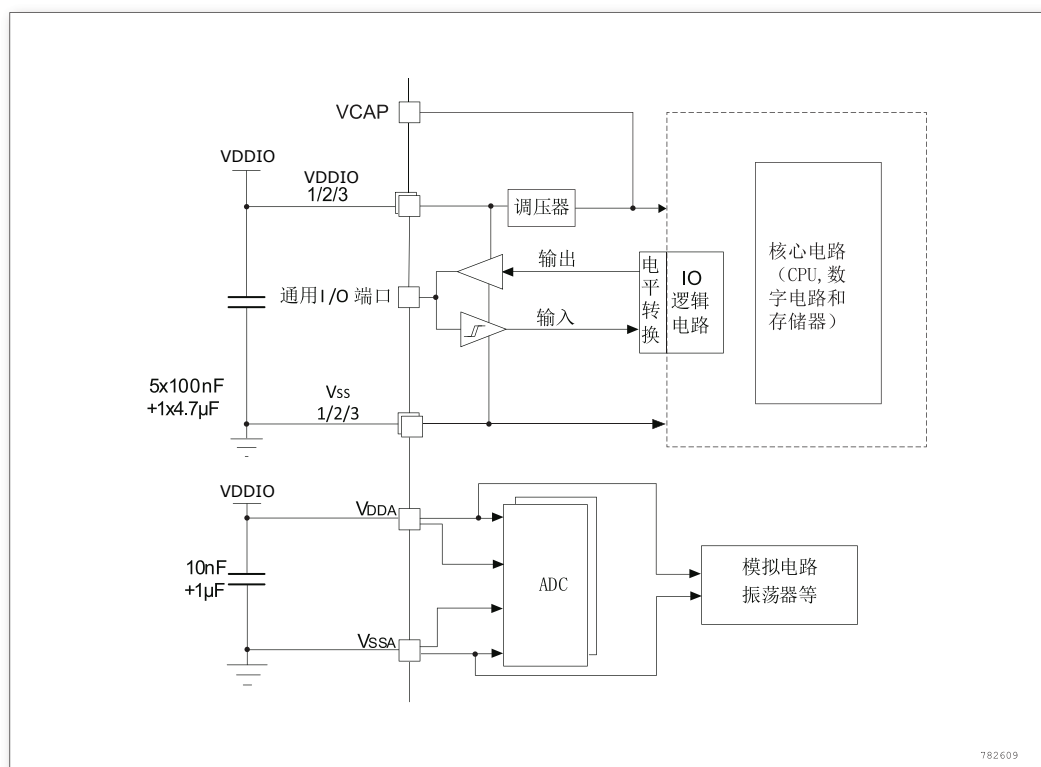 VCAP
VDDIO
VDDIO
1/2/3
调压器
输出
通用I/O 端口
输入
电
平
转
换
IO
逻辑
电路
核心电路
（CPU,数
字电路和
存储器）
5x100nF
+1x4.7μF
VSS
1/2/3
VDDIO
VDDA
10nF
+1μF
ADC
模拟电路
振荡器等
VSSA
782609